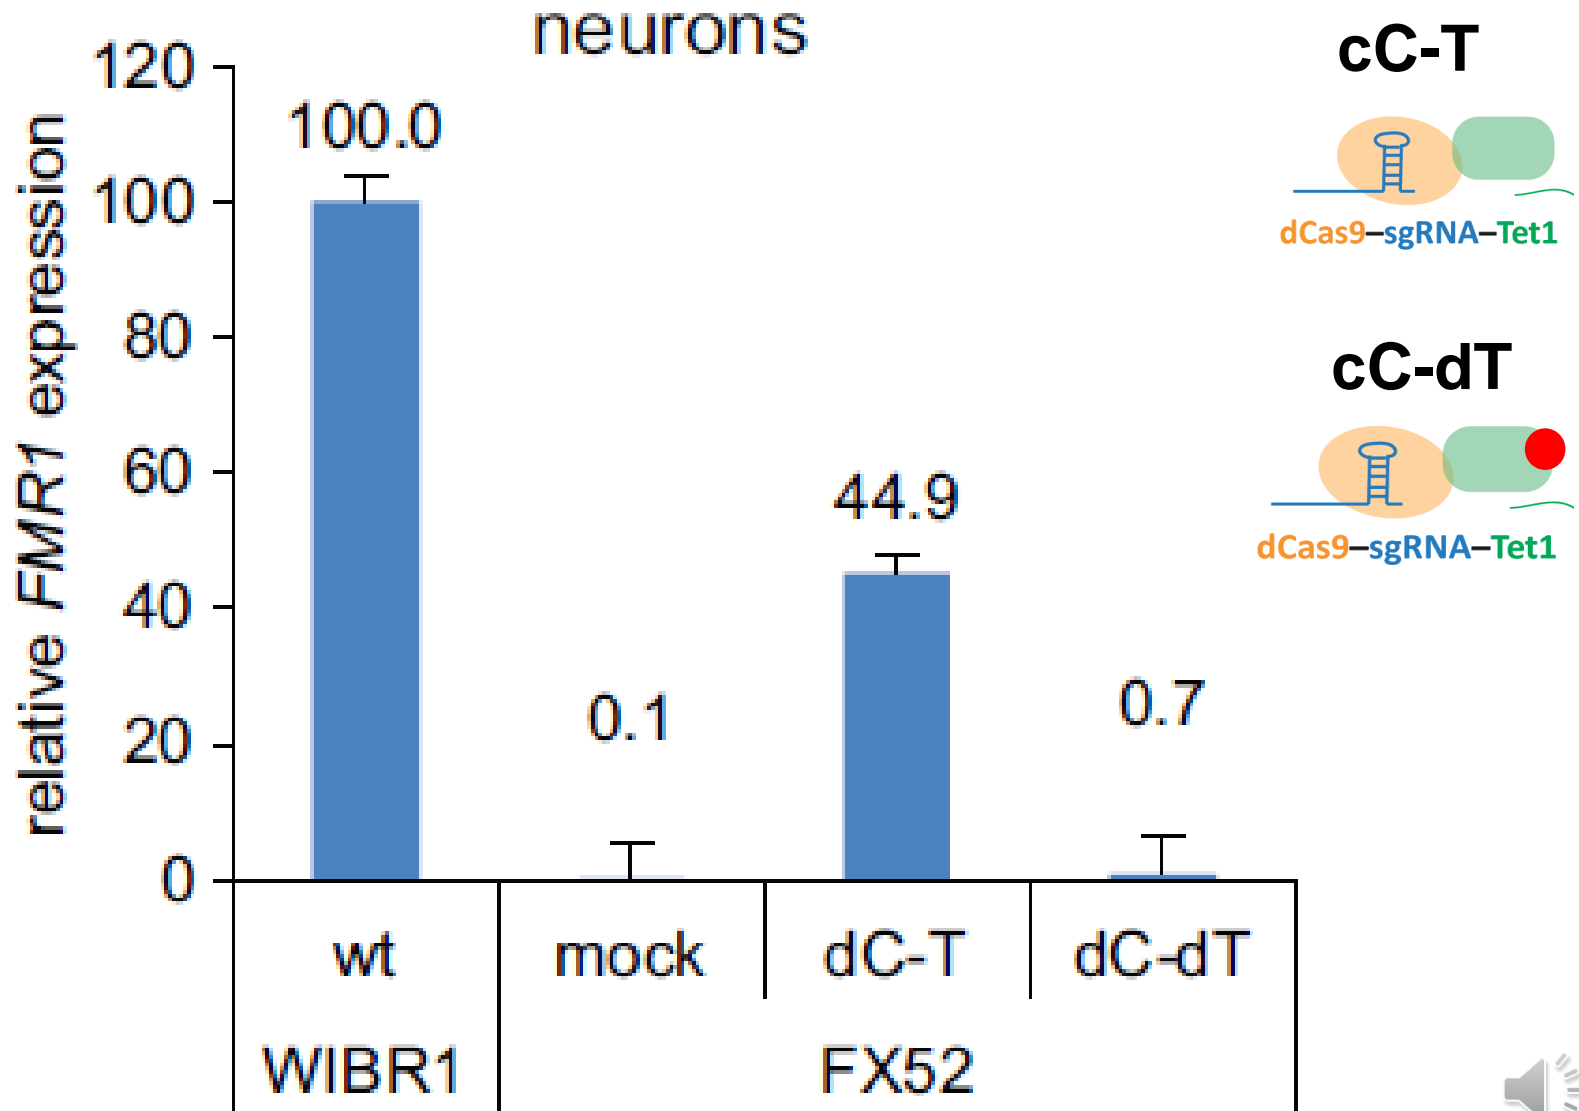 neurons
relative FMR1 expression
120
100
80
60
40
20
0
100.0
0.1
44.9
0.7
wt
mock
dC-T
dC-dT
WIBR1
FX52
cC-T
dCas9–sgRNA–Tet1
cC-dT
dCas9–sgRNA–Tet1